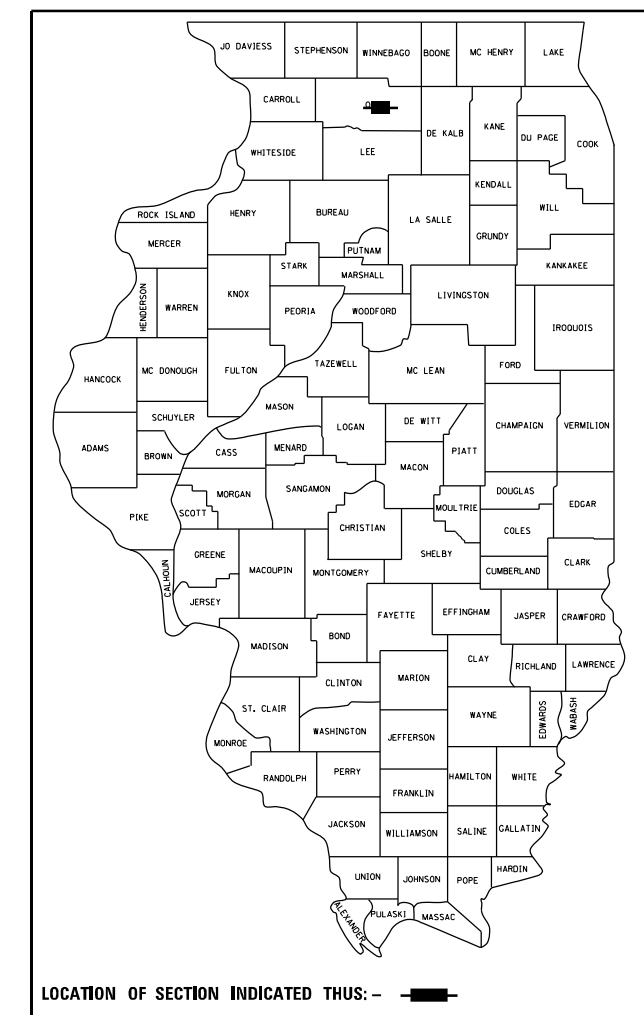 JO DAVIESS STEPHENSON WINNEBAGO BOONE MC HENRY LAKE
CARROLL
DE KALB KANE DU PAGE COOK
WHITESIDE LEE
KENDALL
ROCK ISLAND HENRY BUREAU LA SALLE WILL
MERCER PUTNAM GRUNDY
STARK MARSHALL KANKAKEE
HENDERSON WARREN KNOX PEORIA WOODFORD LIVINGSTON
IROQUOIS
HANCOCK MC DONOUGH FULTON TAZEWELL MC LEAN FORD
MASON
SCHUYLER LOGAN DE WITT CHAMPAIGN VERMILION
ADAMS BROWN CASS MENARD PIATT
MACON
PIKE SCOTT MORGAN SANGAMON MOULTRIE DOUGLAS EDGAR
CHRISTIAN COLES
CALHOUN GREENE MACOUPIN MONTGOMERY SHELBY CUMBERLAND CLARK
JERSEY
FAYETTE EFFINGHAM JASPER CRAWFORD
MADISON BOND
CLAY RICHLAND LAWRENCE
CLINTON MARION
ST. CLAIR WAYNE EDWARDS WABASH
MONROE WASHINGTON JEFFERSON
RANDOLPH PERRY HAMILTON WHITE
FRANKLIN
JACKSON WILLIAMSON SALINE GALLATIN
UNION JOHNSON POPE HARDIN
ALEXANDER PULASKI MASSAC
LOCATION OF SECTION INDICATED THUS: -